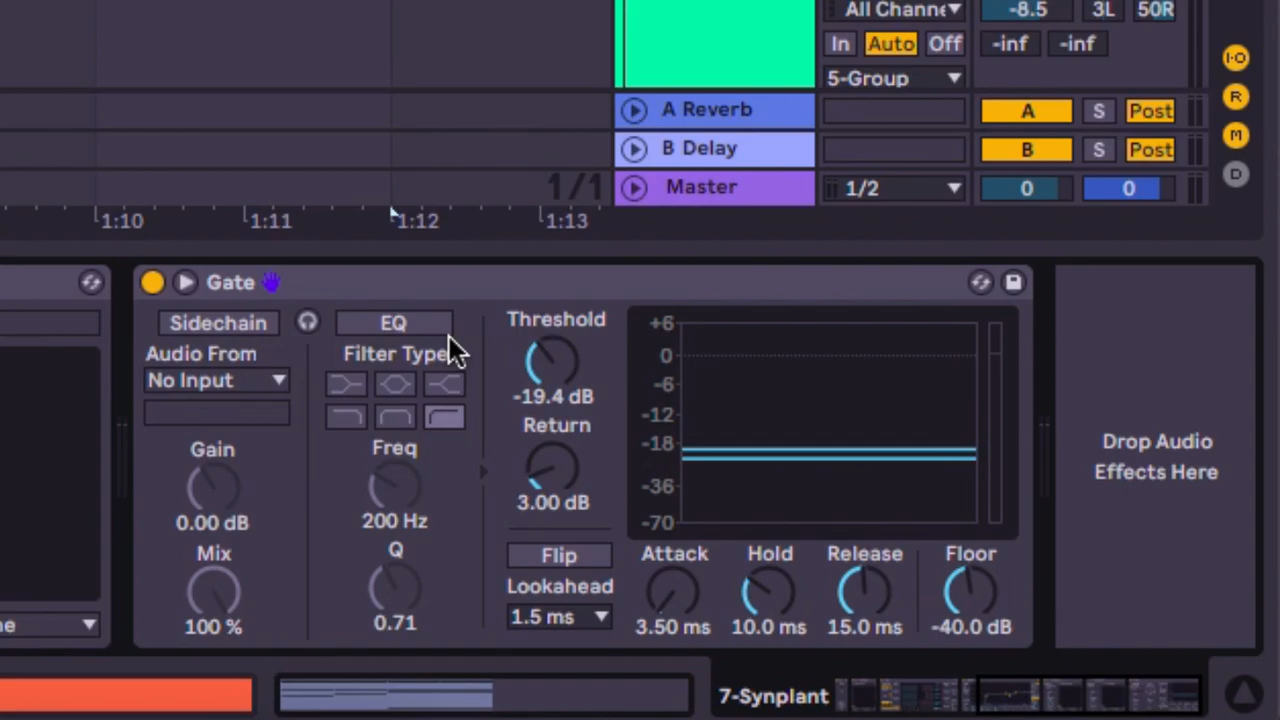 All Channe
-8.5
3L
50R
In
Auto
Off
-inf
-inf
5-Group
I·O
R
M
D
A Reverb
A
S
Post
B Delay
B
S
Post
1/1
Master
1/2
0
0
1:10
1:11
1:12
1:13
Gate
Sidechain
EQ
Audio From
No Input
Gain
0.00 dB
Mix
100 %
Filter Type
Freq
200 Hz
Q
0.71
Threshold
-19.4 dB
Return
3.00 dB
Flip
Lookahead
1.5 ms
+6
0
-6
-12
-18
-36
-70
Attack
3.50 ms
Hold
10.0 ms
Release
15.0 ms
Floor
-40.0 dB
Drop Audio
Effects Here
7-Synplant